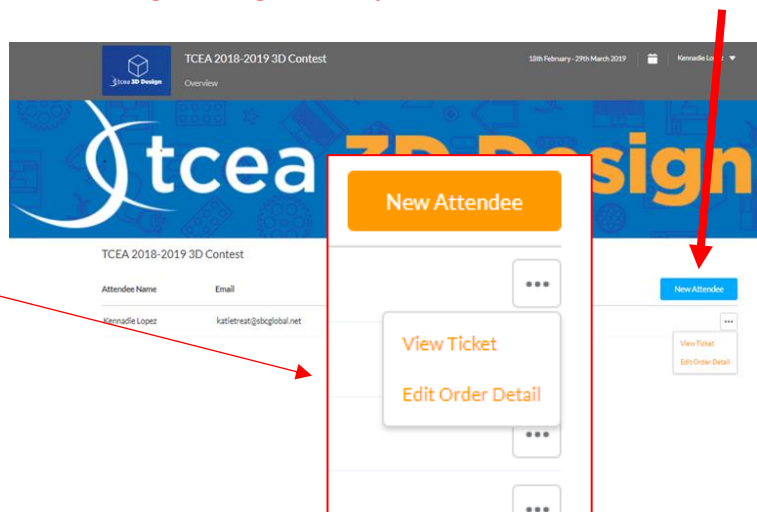 TCEA 2018-2019 3D Contest
18th February - 29th March 2019
Kennadie Lopez
tcea 3D Design
Overview
tcea 3D Design
New Attendee
TCEA 2018-2019 3D Contest
Attendee Name Email
New Attendee
Kennadie Lopez katietreat@sbcglobal.net
View Ticket
Edit Order Detail
View Ticket
Edit Order Detail